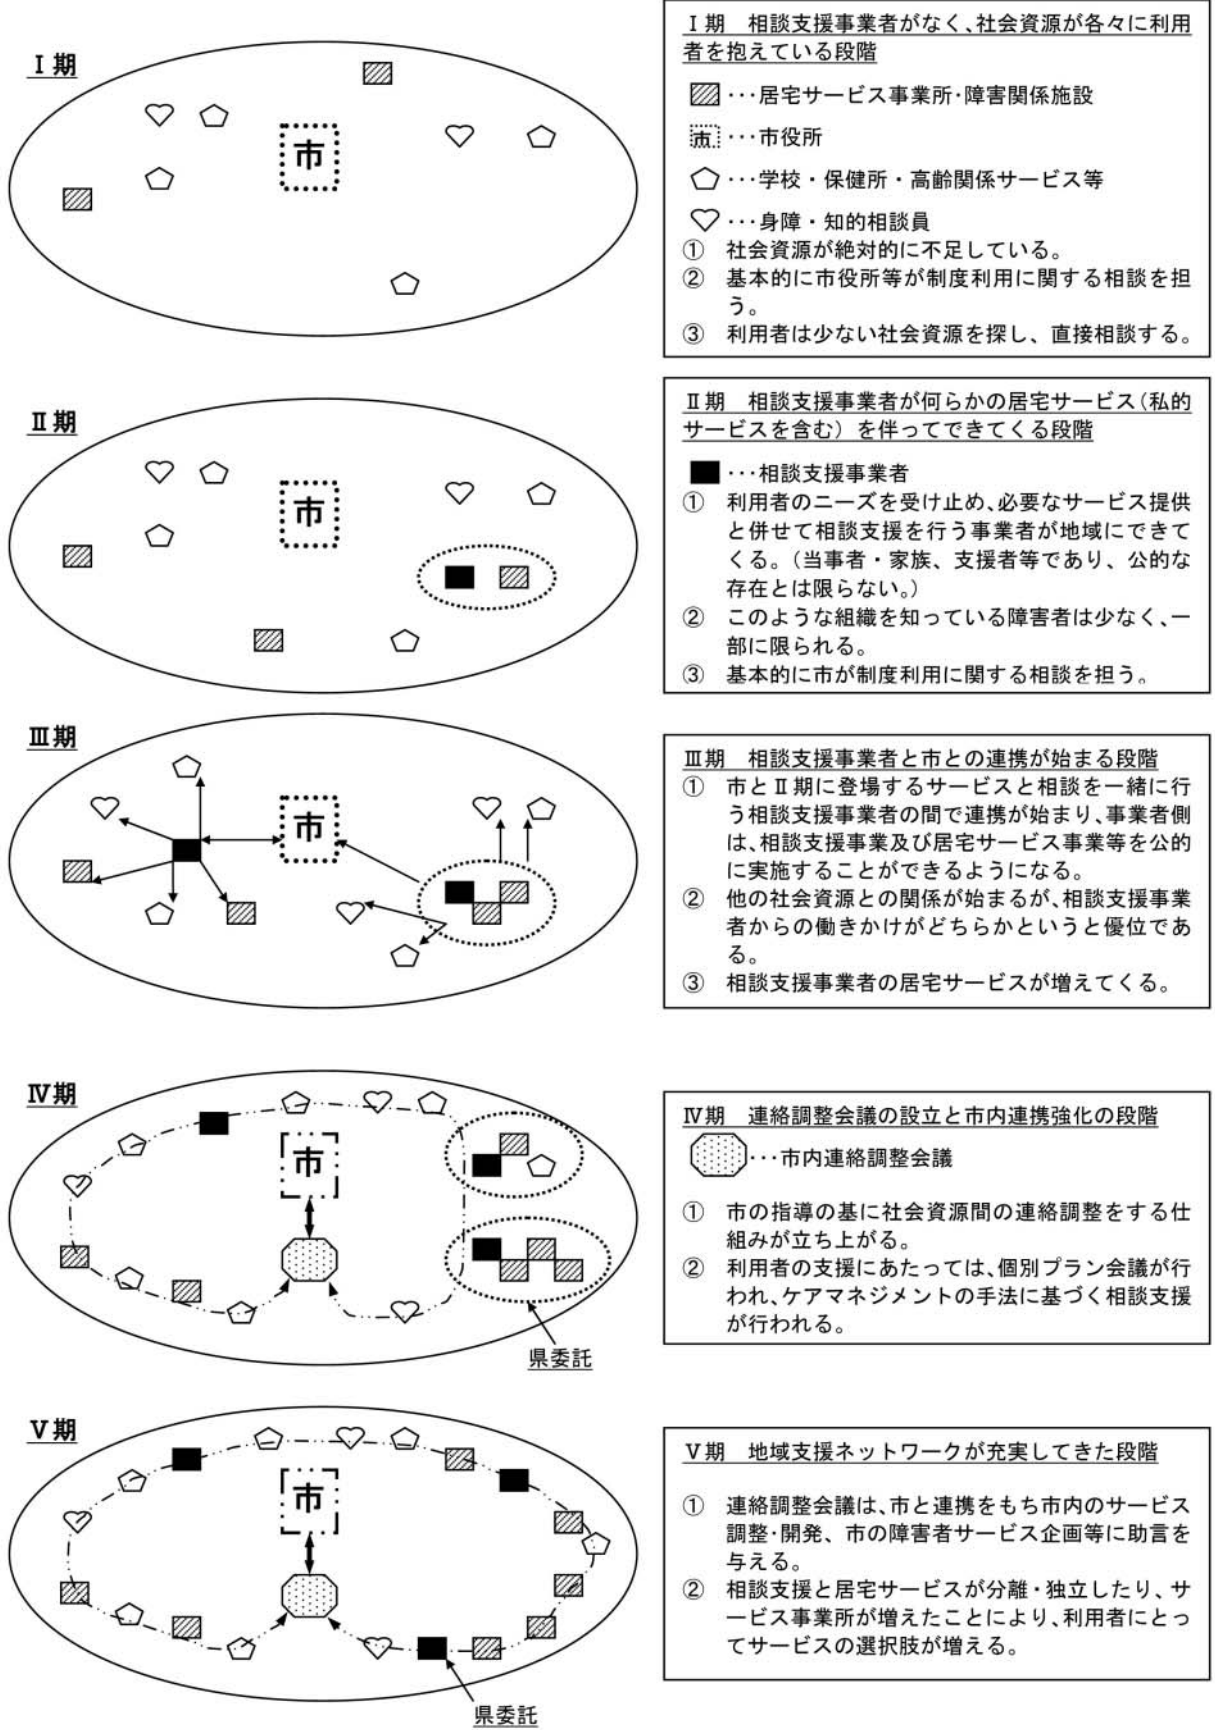 Ⅰ期
市
Ⅰ期　相談支援事業者がなく、社会資源が各々に利用
者を抱えている段階
･･･居宅サービス事業所･障害関係施設
市･･･市役所
･･･学校・保健所・高齢関係サービス等
･･･身障・知的相談員
①　社会資源が絶対的に不足している。
②　基本的に市役所等が制度利用に関する相談を担
う。
③　利用者は少ない社会資源を探し、直接相談する。
Ⅱ期
市
Ⅱ期　相談支援事業者が何らかの居宅サービス（私的
サービスを含む）を伴ってできてくる段階
･･･相談支援事業者
①　利用者のニーズを受け止め、必要なサービス提供
と併せて相談支援を行う事業者が地域にできて
くる。（当事者・家族、支援者等であり、公的な
存在とは限らない。）
②　このような組織を知っている障害者は少なく、一
部に限られる。
③　基本的に市が制度利用に関する相談を担う。
Ⅲ期
市
Ⅲ期　相談支援事業者と市との連携が始まる段階
①　市とⅡ期に登場するサービスと相談を一緒に行
う相談支援事業者の間で連携が始まり、事業者側
は、相談支援事業及び居宅サービス事業等を公的
に実施することができるようになる。
②　他の社会資源との関係が始まるが、相談支援事業
者からの働きかけがどちらかというと優位であ
る。
③　相談支援事業者の居宅サービスが増えてくる。
Ⅳ期
市
県委託
Ⅳ期　連絡調整会議の設立と市内連携強化の段階
･･･市内連絡調整会議
①　市の指導の基に社会資源間の連絡調整をする仕
組みが立ち上がる。
②　利用者の支援にあたっては、個別プラン会議が行
われ、ケアマネジメントの手法に基づく相談支援
が行われる。
Ⅴ期
市
県委託
Ⅴ期　地域支援ネットワークが充実してきた段階
①　連絡調整会議は、市と連携をもち市内のサービス
調整･開発、市の障害者サービス企画等に助言を
与える。
②　相談支援と居宅サービスが分離・独立したり、サ
ービス事業所が増えたことにより、利用者にとっ
てサービスの選択肢が増える。